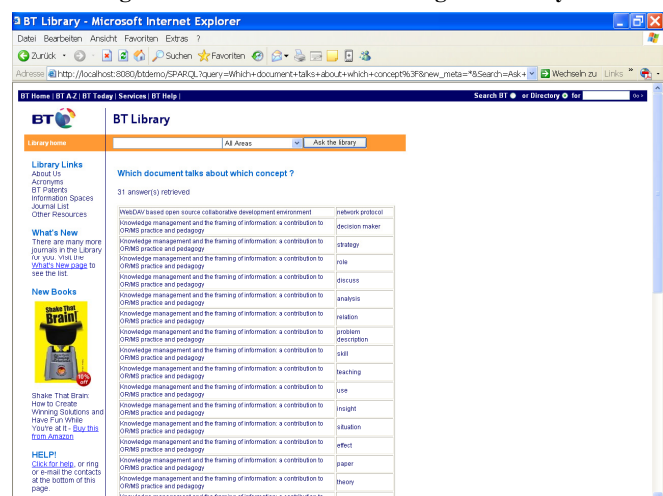 BT Library - Microsoft Internet Explorer
Datei Bearbeiten Ansicht Favoriten Extras ?
Zurück Suchen Favoriten
Adresse http://localhost:8080/btdemo/SPARQL?query=Which+document+talks+about+which+concept%3F&new_meta=*&Search=Ask+ Wechseln zu Links »
BT Home | BT A-Z | BT Today | Services | BT Help | Search BT or Directory for Go >
BT BT Library
Library home All Areas Ask the library
Library Links
About Us
Acronyms
BT Patents
Information Spaces
Journal List
Other Resources
What's New
There are many more
journals in the Library
for you. Visit the
What's New page to
see the list.
New Books
Shake That
Brain!
10%
off
Shake That Brain:
How to Create
Winning Solutions and
Have Fun While
You're at It - Buy this
from Amazon
HELP!
Click for help, or ring
or e-mail the contacts
at the bottom of this
page.
Which document talks about which concept ?
31 answer(s) retrieved
WebDAV based open source collaborative development environment network protocol
Knowledge management and the framing of information: a contribution to
OR/MS practice and pedagogy decision maker
Knowledge management and the framing of information: a contribution to
OR/MS practice and pedagogy strategy
Knowledge management and the framing of information: a contribution to
OR/MS practice and pedagogy role
Knowledge management and the framing of information: a contribution to
OR/MS practice and pedagogy discuss
Knowledge management and the framing of information: a contribution to
OR/MS practice and pedagogy analysis
Knowledge management and the framing of information: a contribution to
OR/MS practice and pedagogy relation
Knowledge management and the framing of information: a contribution to problem
OR/MS practice and pedagogy description
Knowledge management and the framing of information: a contribution to
OR/MS practice and pedagogy skill
Knowledge management and the framing of information: a contribution to
OR/MS practice and pedagogy teaching
Knowledge management and the framing of information: a contribution to
OR/MS practice and pedagogy use
Knowledge management and the framing of information: a contribution to
OR/MS practice and pedagogy insight
Knowledge management and the framing of information: a contribution to
OR/MS practice and pedagogy situation
Knowledge management and the framing of information: a contribution to
OR/MS practice and pedagogy effect
Knowledge management and the framing of information: a contribution to
OR/MS practice and pedagogy paper
Knowledge management and the framing of information: a contribution to
OR/MS practice and pedagogy theory